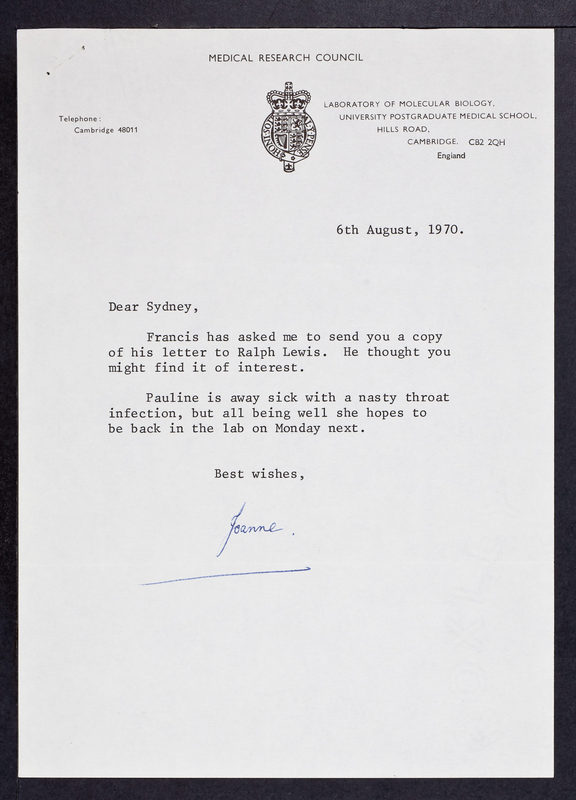 MEDICAL RESEARCH COUNCIL
Telephone:
Cambridge 48011
LABORATORY OF MOLECULAR BIOLOGY,
UNIVERSITY POSTGRADUATE MEDICAL SCHOOL,
HILLS ROAD,
CAMBRIDGE. CB2 2QH
England
6th August, 1970.
Dear Sydney,
Francis has asked me to send you a copy
of his letter to Ralph Lewis. He thought you
might find it of interest.
Pauline is away sick with a nasty throat
infection, but all being well she hopes to
be back in the lab on Monday next.
Best wishes,
Joanne.